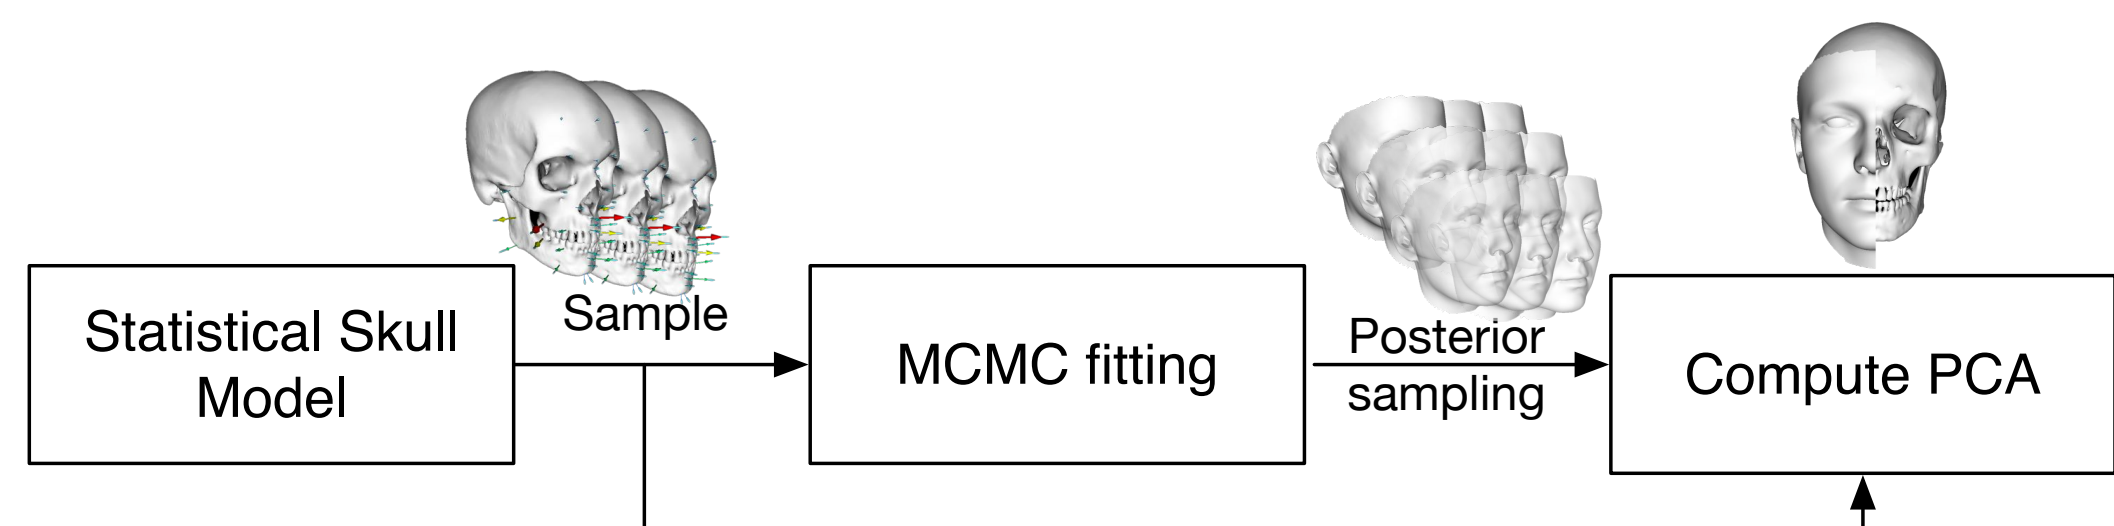 Statistical Skull
Model
Sample
MCMC fitting
Posterior
sampling
Compute PCA